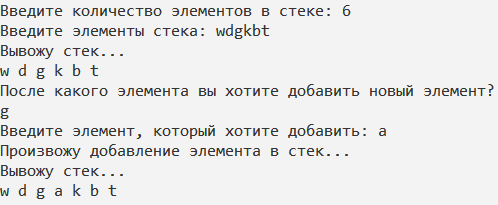 Введите количество элементов в стеке: 6
Введите элементы стека: wdgkbt
Вывожу стек...
w d g k b t
После какого элемента вы хотите добавить новый элемент?
g
Введите элемент, который хотите добавить: a
Произвожу добавление элемента в стек...
Вывожу стек...
w d g a k b t